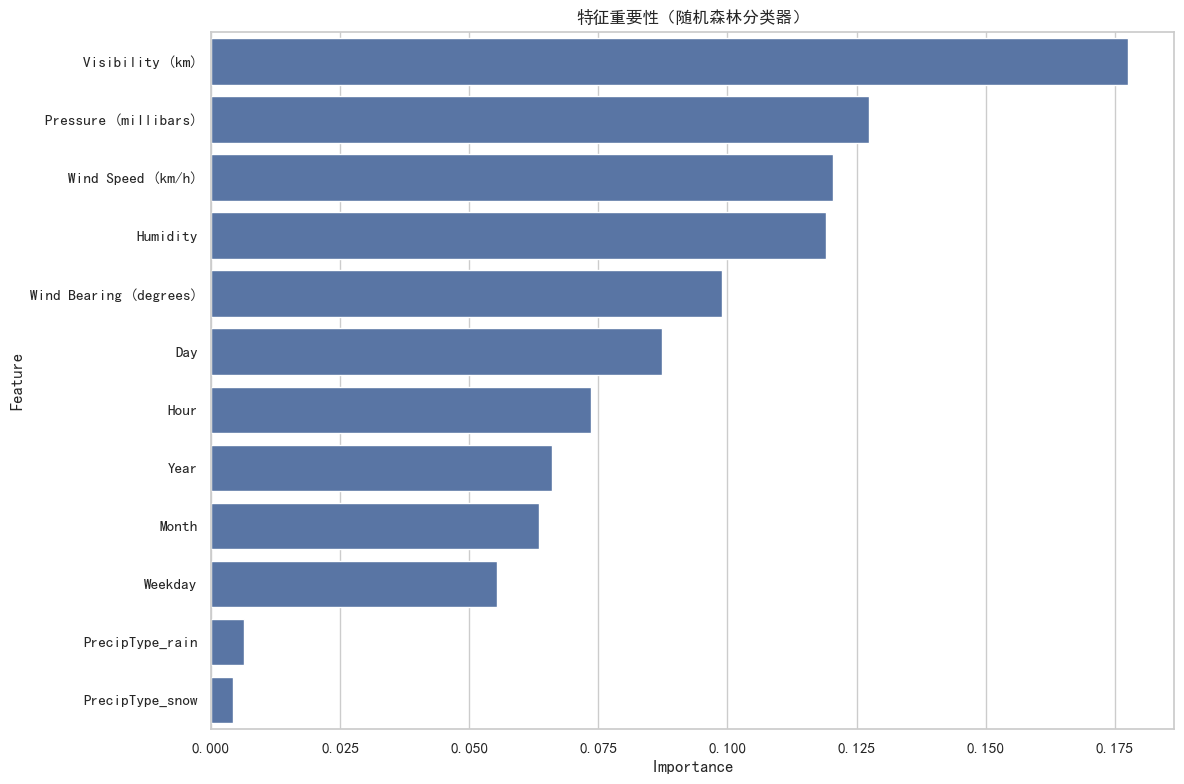 特征重要性（随机森林分类器）
Visibility (km)
Pressure (millibars)
Wind Speed (km/h)
Humidity
Wind Bearing (degrees)
Day
Hour
Year
Month
Weekday
PrecipType_rain
PrecipType_snow
Feature
0.000 0.025 0.050 0.075 0.100 0.125 0.150 0.175
Importance